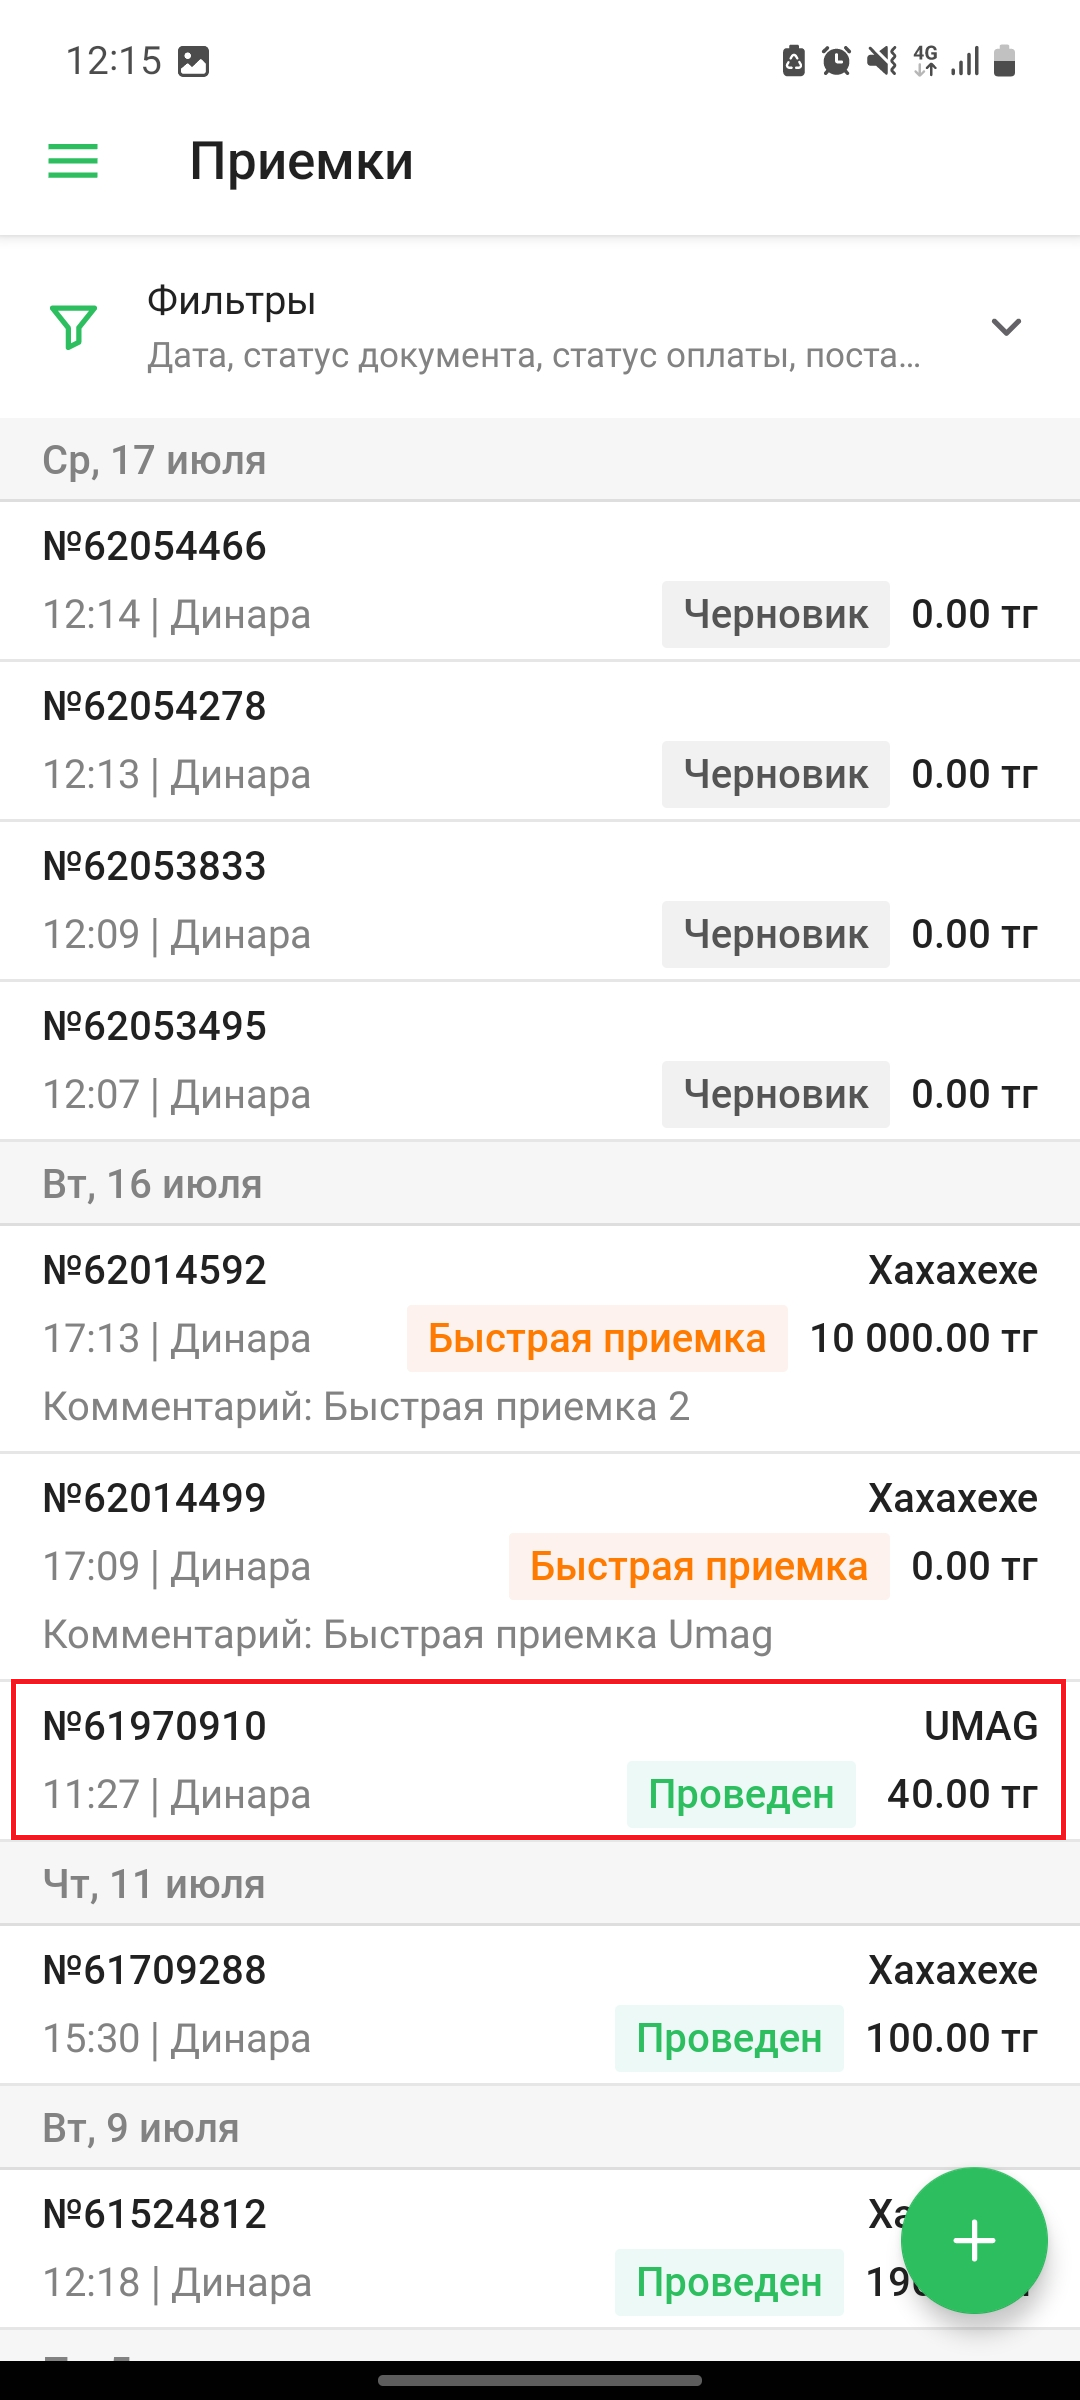 12:15
4G
Приемки
Фильтры
Дата, статус документа, статус оплаты, поста...
Ср, 17 июля
№62054466
12:14 | Динара Черновик 0.00 тг
№62054278
12:13 | Динара Черновик 0.00 тг
№62053833
12:09 | Динара Черновик 0.00 тг
№62053495
12:07 | Динара Черновик 0.00 тг
Вт, 16 июля
№62014592 Хахахехе
17:13 | Динара Быстрая приемка 10 000.00 тг
Комментарий: Быстрая приемка 2
№62014499 Хахахехе
17:09 | Динара Быстрая приемка 0.00 тг
Комментарий: Быстрая приемка Umag
№61970910 UMAG
11:27 | Динара Проведен 40.00 тг
Чт, 11 июля
№61709288 Хахахехе
15:30 | Динара Проведен 100.00 тг
Вт, 9 июля
№61524812
12:18 | Динара Проведен